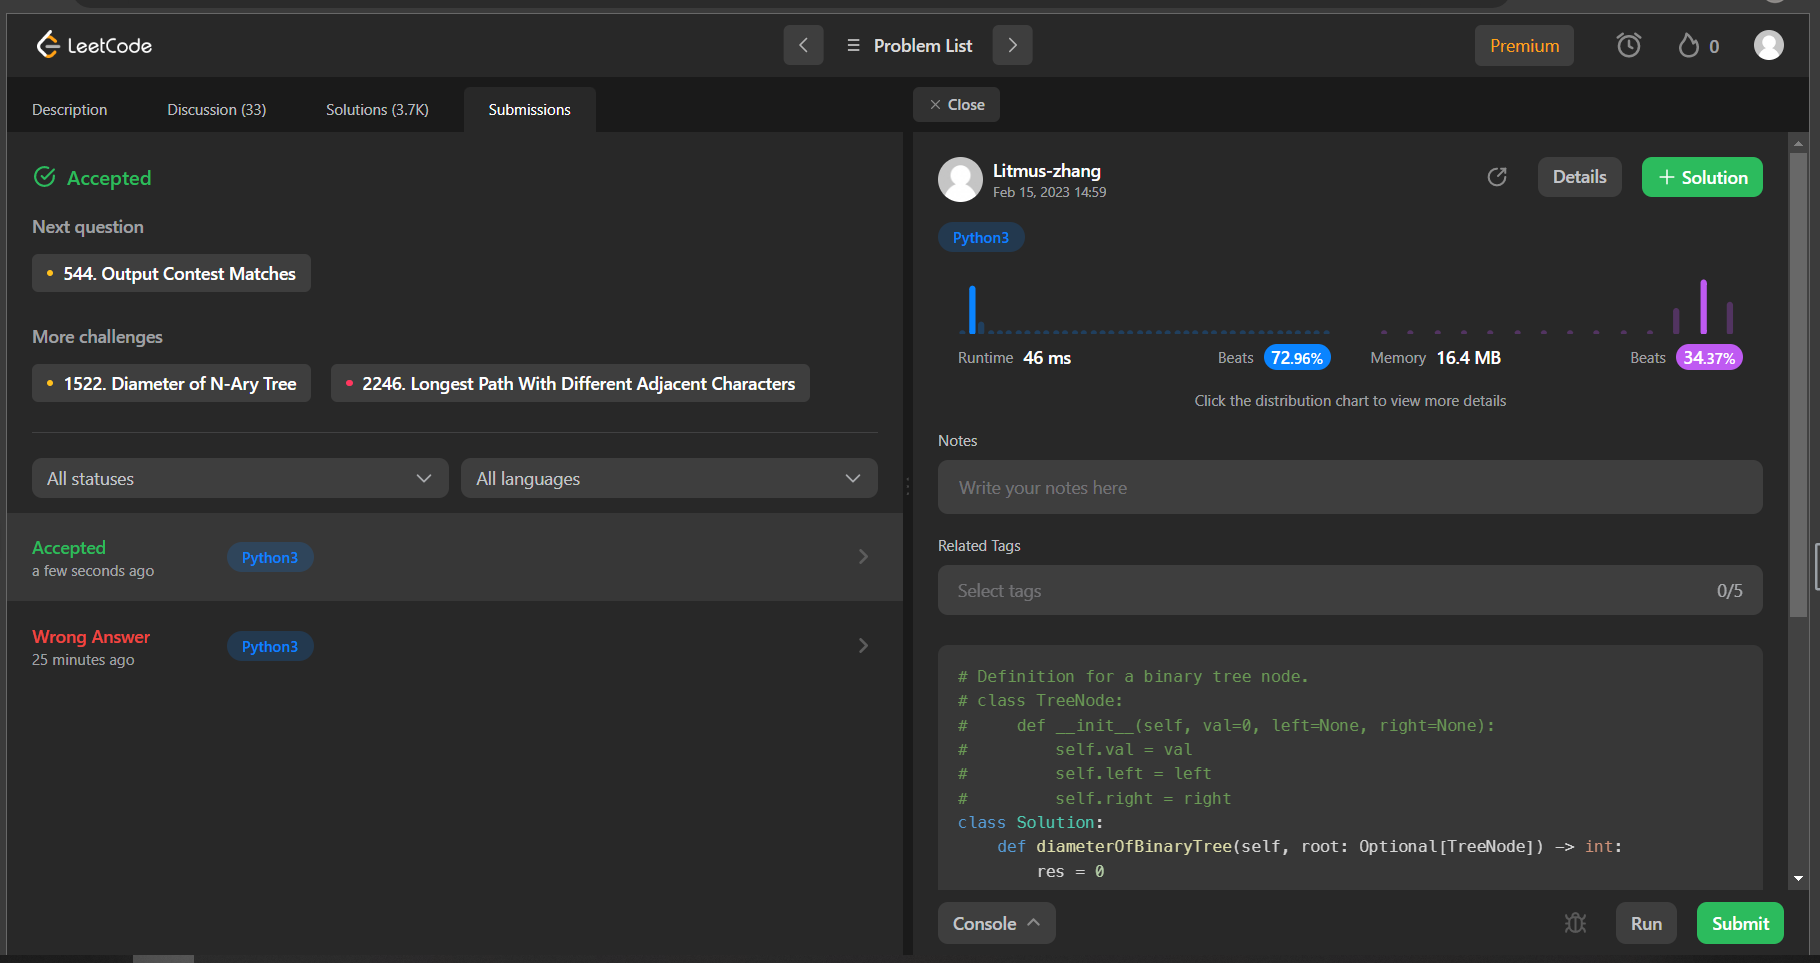 LeetCode
Problem List
Premium
0
Description
Discussion (33)
Solutions (3.7K)
Submissions
Close
Accepted
Next question
544. Output Contest Matches
More challenges
1522. Diameter of N-Ary Tree
2246. Longest Path With Different Adjacent Characters
All statuses
All languages
Accepted
a few seconds ago
Python3
Wrong Answer
25 minutes ago
Python3
Litmus-zhang
Feb 15, 2023 14:59
Details
+ Solution
Python3
Runtime 46 ms
Beats 72.96%
Memory 16.4 MB
Beats 34.37%
Click the distribution chart to view more details
Notes
Write your notes here
Related Tags
Select tags
0/5
# Definition for a binary tree node.
# class TreeNode:
#     def __init__(self, val=0, left=None, right=None):
#         self.val = val
#         self.left = left
#         self.right = right
class Solution:
    def diameterOfBinaryTree(self, root: Optional[TreeNode]) -> int:
        res = 0
Console
Run
Submit